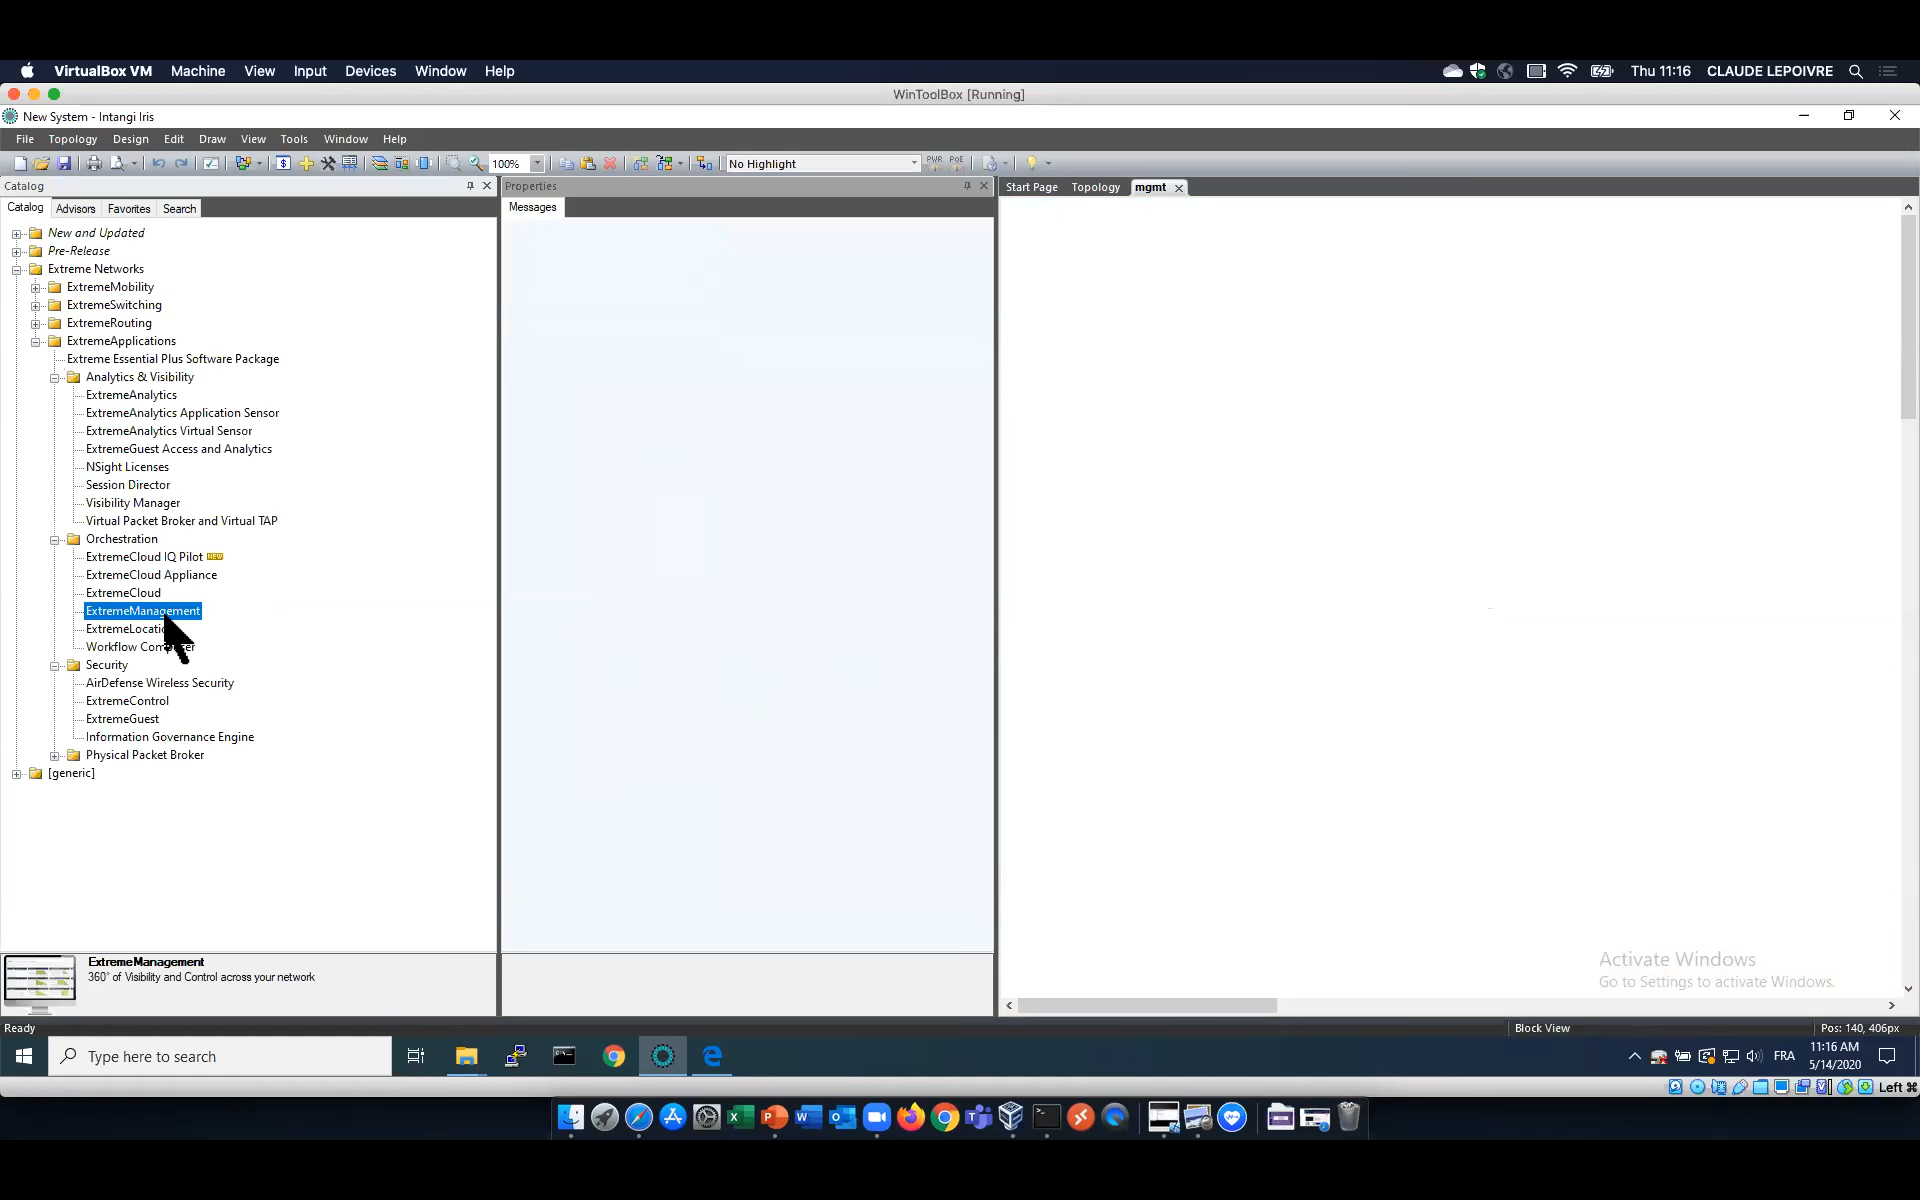 VirtualBox VM Machine View Input Devices Window Help
Thu 11:16 CLAUDE LEPOIVRE
WinToolBox [Running]
New System - Intangi Iris
File Topology Design Edit Draw View Tools Window Help
100% No Highlight PWR PoE
Catalog
Properties
Start Page Topology mgmt
Catalog Advisors Favorites Search
Messages
New and Updated
Pre-Release
Extreme Networks
ExtremeMobility
ExtremeSwitching
ExtremeRouting
ExtremeApplications
Extreme Essential Plus Software Package
Analytics & Visibility
ExtremeAnalytics
ExtremeAnalytics Application Sensor
ExtremeAnalytics Virtual Sensor
ExtremeGuest Access and Analytics
NSight Licenses
Session Director
Visibility Manager
Virtual Packet Broker and Virtual TAP
Orchestration
ExtremeCloud IQ Pilot NEW
ExtremeCloud Appliance
ExtremeCloud
ExtremeManagement
Workflow
Security
AirDefense Wireless Security
ExtremeControl
ExtremeGuest
Information Governance Engine
Physical Packet Broker
[generic]
ExtremeManagement
360° of Visibility and Control across your network
Activate Windows
Go to Settings to activate Windows.
Ready
Block View
Pos: 140, 406px
Type here to search
FRA
11:16 AM
5/14/2020
Left ⌘